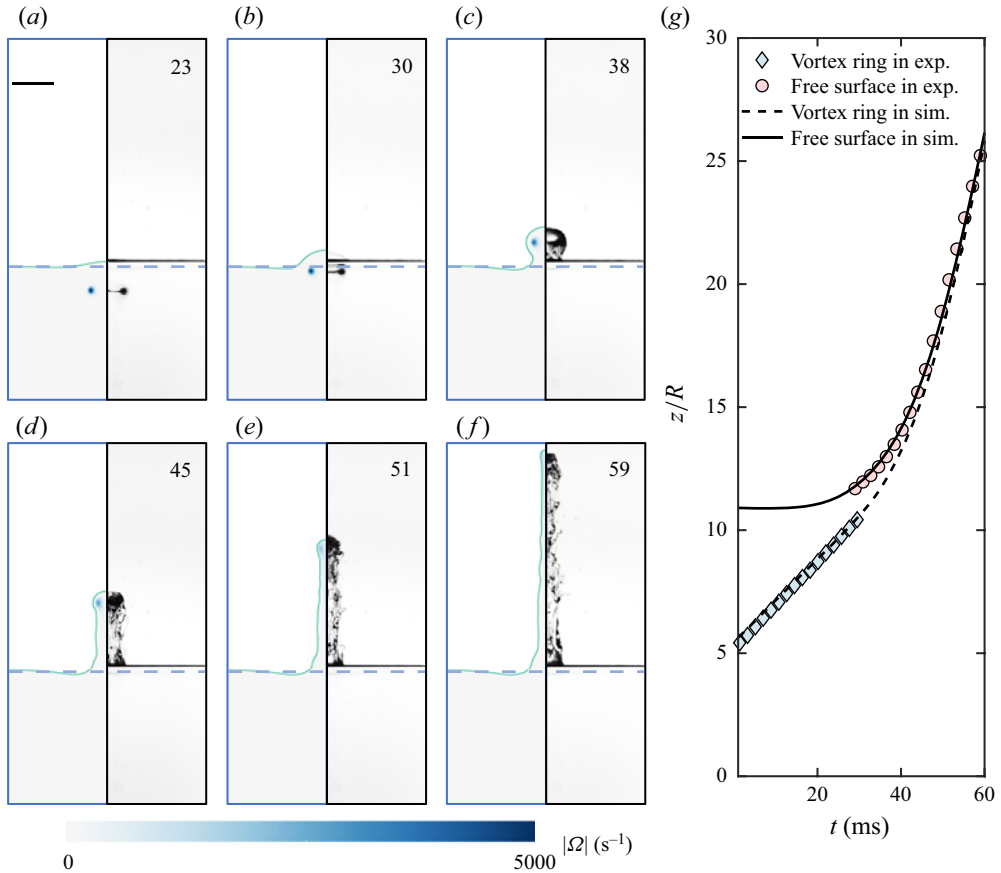 (a)
(b)
(c)
(g)
23
30
38
(d)
(e)
(f)
45
51
59
0
5000
|Ω| (s⁻¹)
30
25
20
15
10
5
0
z/R
Vortex ring in exp.
Free surface in exp.
Vortex ring in sim.
Free surface in sim.
20
40
60
t (ms)